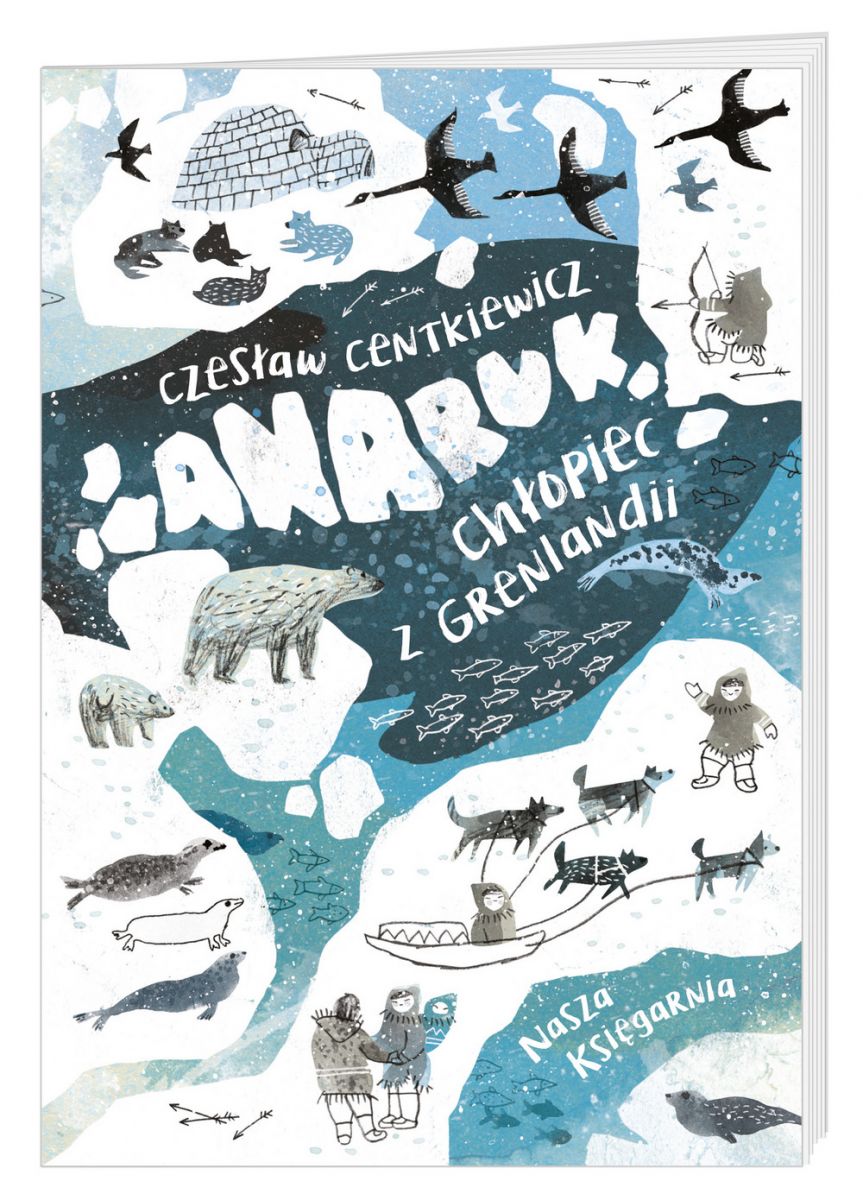 CZESŁAW CENTKIEWICZ
ANARUK,
CHŁOPIEC
Z GRENLANDII
NASZA
KSIĘGARNIA